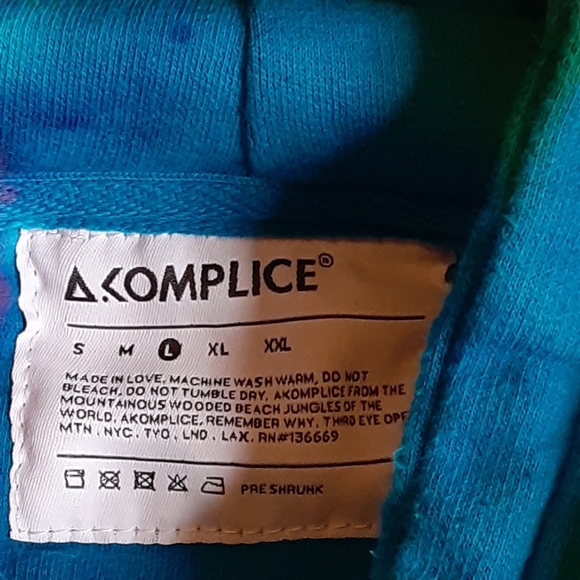 AKOMPLICE®
S M L XL XXL
MADE IN LOVE, MACHINE WASH WARM, DO NOT
BLEACH, DO NOT TUMBLE DRY, AKOMPLICE FROM THE
MOUNTAINOUS WOODED BEACH JUNGLES OF THE
WORLD, AKOMPLICE, REMEMBER WHY, THIRD EYE OPE
MTN, NYC, TYO, LND, LAX, RN#136669
PRE SHRUNK